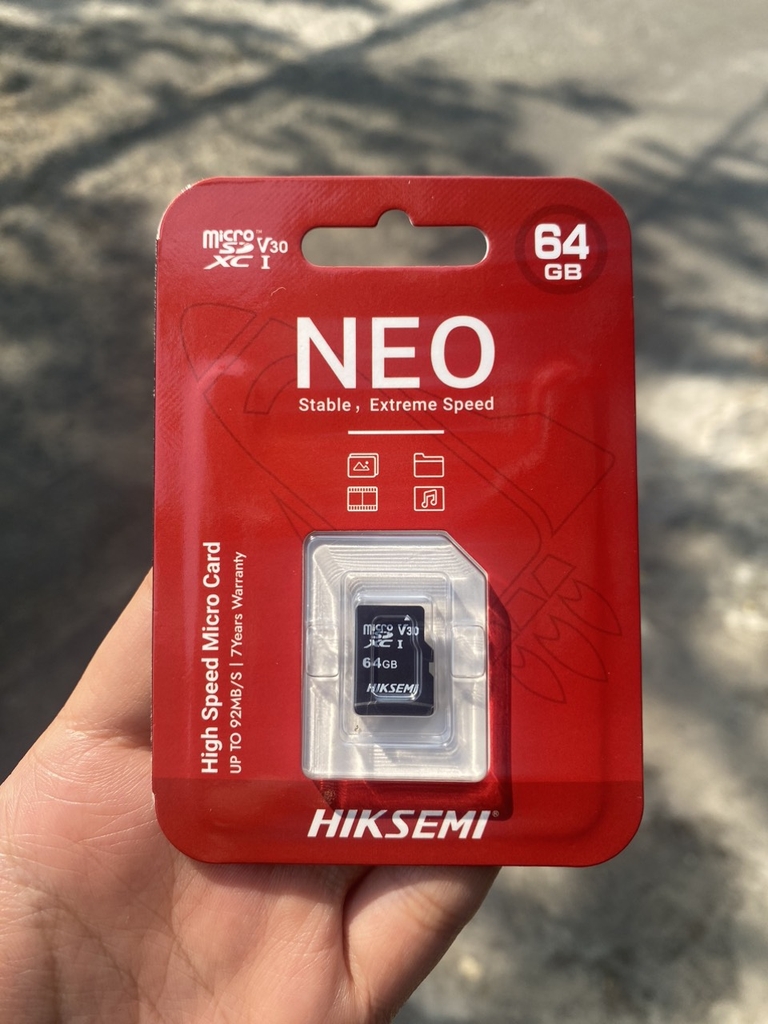 micro SD XC™ V30 I
64
GB
NEO
Stable , Extreme Speed
High Speed Micro Card
UP TO 92MB/S | 7Years Warranty
micro SD XC V30 I
64GB
HIKSEMI
HIKSEMI®